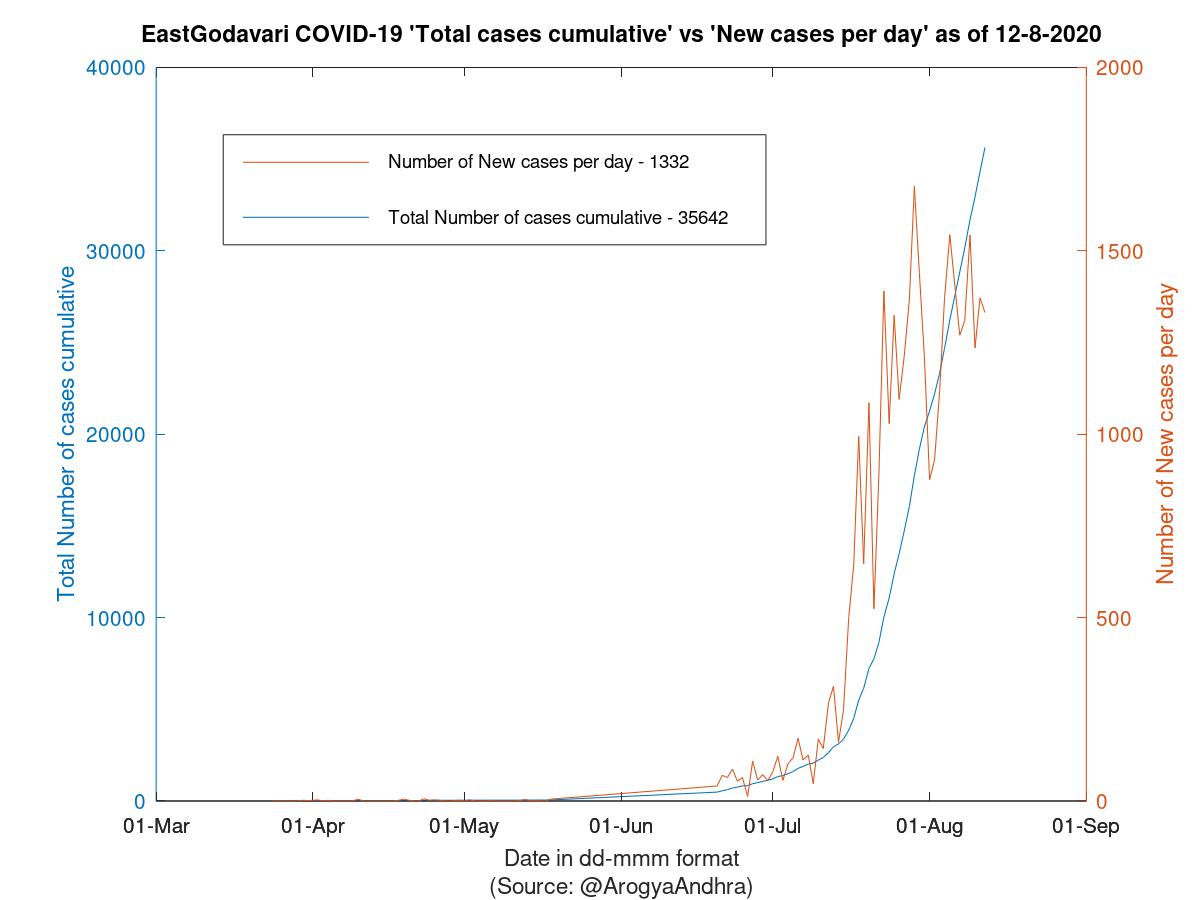 EastGodavari COVID-19 'Total cases cumulative' vs 'New cases per day' as of 12-8-2020
40000
30000
20000
10000
0
Total Number of cases cumulative
Number of New cases per day - 1332
Total Number of cases cumulative - 35642
2000
1500
1000
500
0
Number of New cases per day
01-Mar 01-Apr 01-May 01-Jun 01-Jul 01-Aug 01-Sep
Date in dd-mmm format
(Source: @ArogyaAndhra)